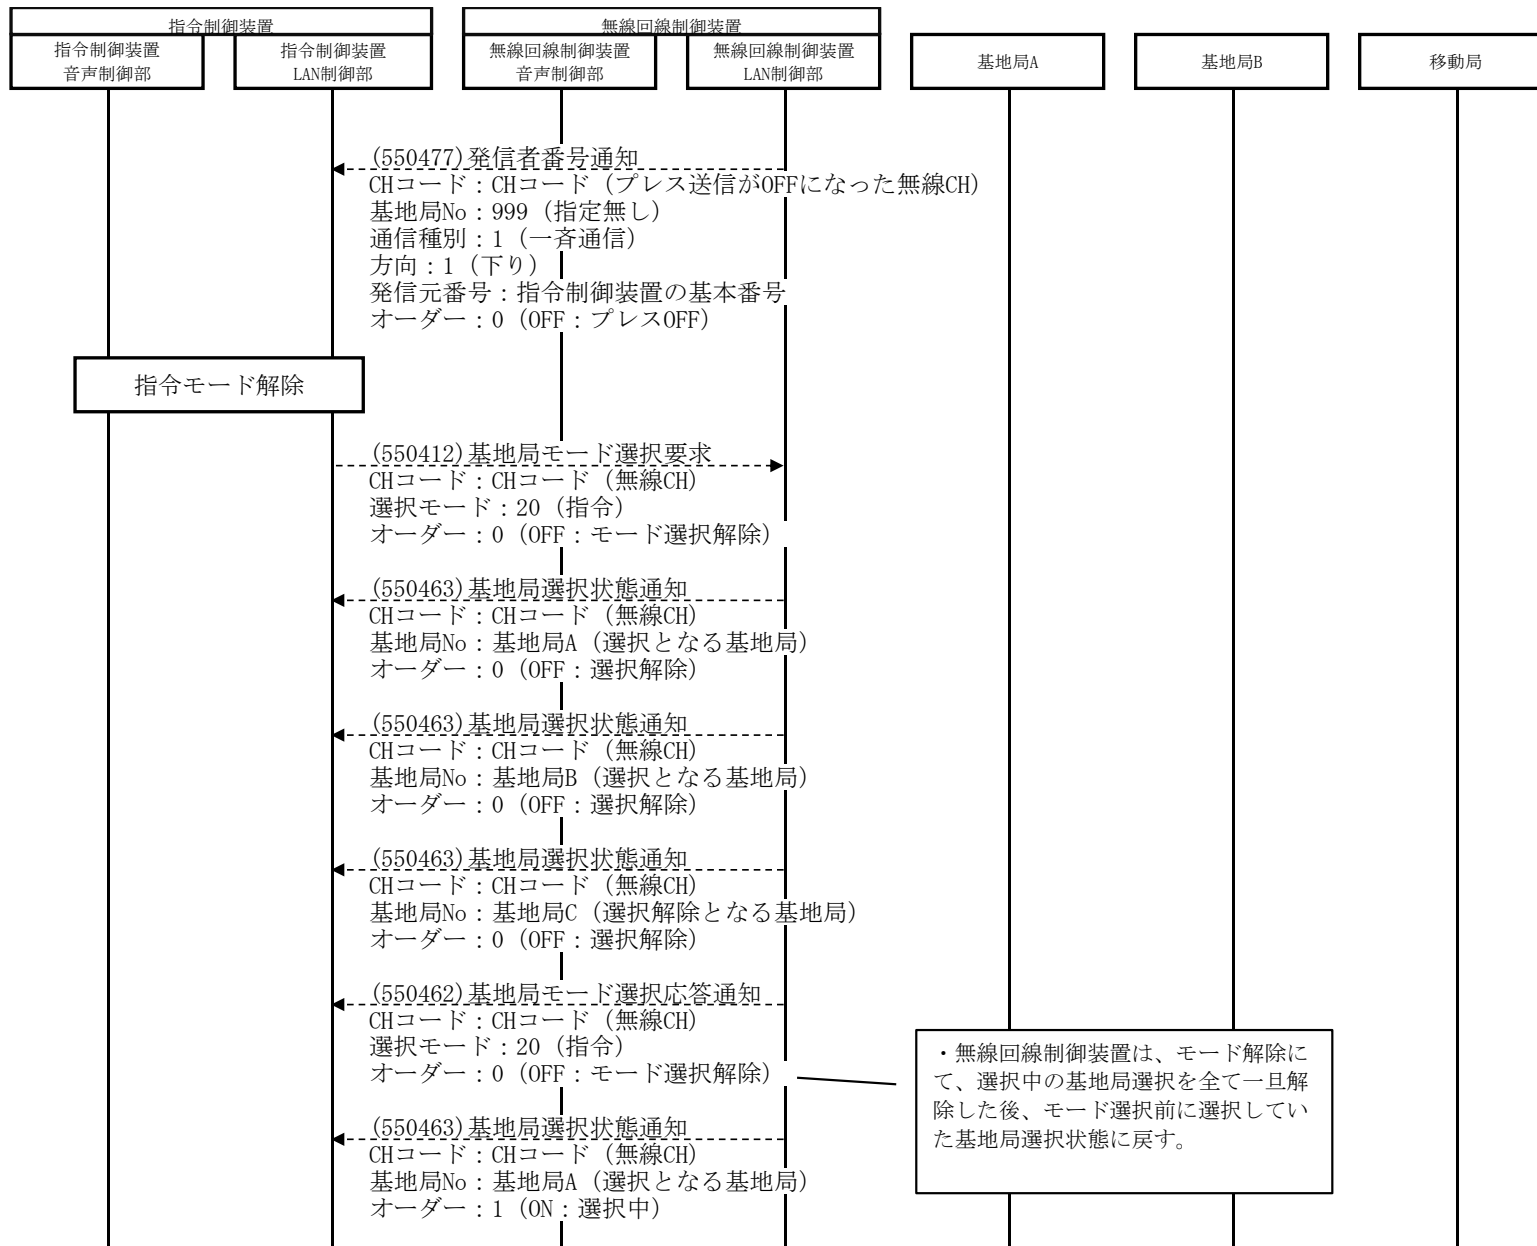 指令制御装置
無線回線制御装置
指令制御装置
音声制御部
指令制御装置
LAN制御部
無線回線制御装置
音声制御部
無線回線制御装置
LAN制御部
基地局A
基地局B
移動局
(550477)発信者番号通知
CHコード：CHコード（プレス送信がOFFになった無線CH）
基地局No：999（指定無し）
通信種別：1（一斉通信）
方向：1（下り）
発信元番号：指令制御装置の基本番号
オーダー：0（OFF：プレスOFF）
指令モード解除
(550412)基地局モード選択要求
CHコード：CHコード（無線CH）
選択モード：20（指令）
オーダー：0（OFF：モード選択解除）
(550463)基地局選択状態通知
CHコード：CHコード（無線CH）
基地局No：基地局A（選択となる基地局）
オーダー：0（OFF：選択解除）
(550463)基地局選択状態通知
CHコード：CHコード（無線CH）
基地局No：基地局B（選択となる基地局）
オーダー：0（OFF：選択解除）
(550463)基地局選択状態通知
CHコード：CHコード（無線CH）
基地局No：基地局C（選択解除となる基地局）
オーダー：0（OFF：選択解除）
(550462)基地局モード選択応答通知
CHコード：CHコード（無線CH）
選択モード：20（指令）
オーダー：0（OFF：モード選択解除）
・無線回線制御装置は、モード解除に
て、選択中の基地局選択を全て一旦解
除した後、モード選択前に選択してい
た基地局選択状態に戻す。
(550463)基地局選択状態通知
CHコード：CHコード（無線CH）
基地局No：基地局A（選択となる基地局）
オーダー：1（ON：選択中）